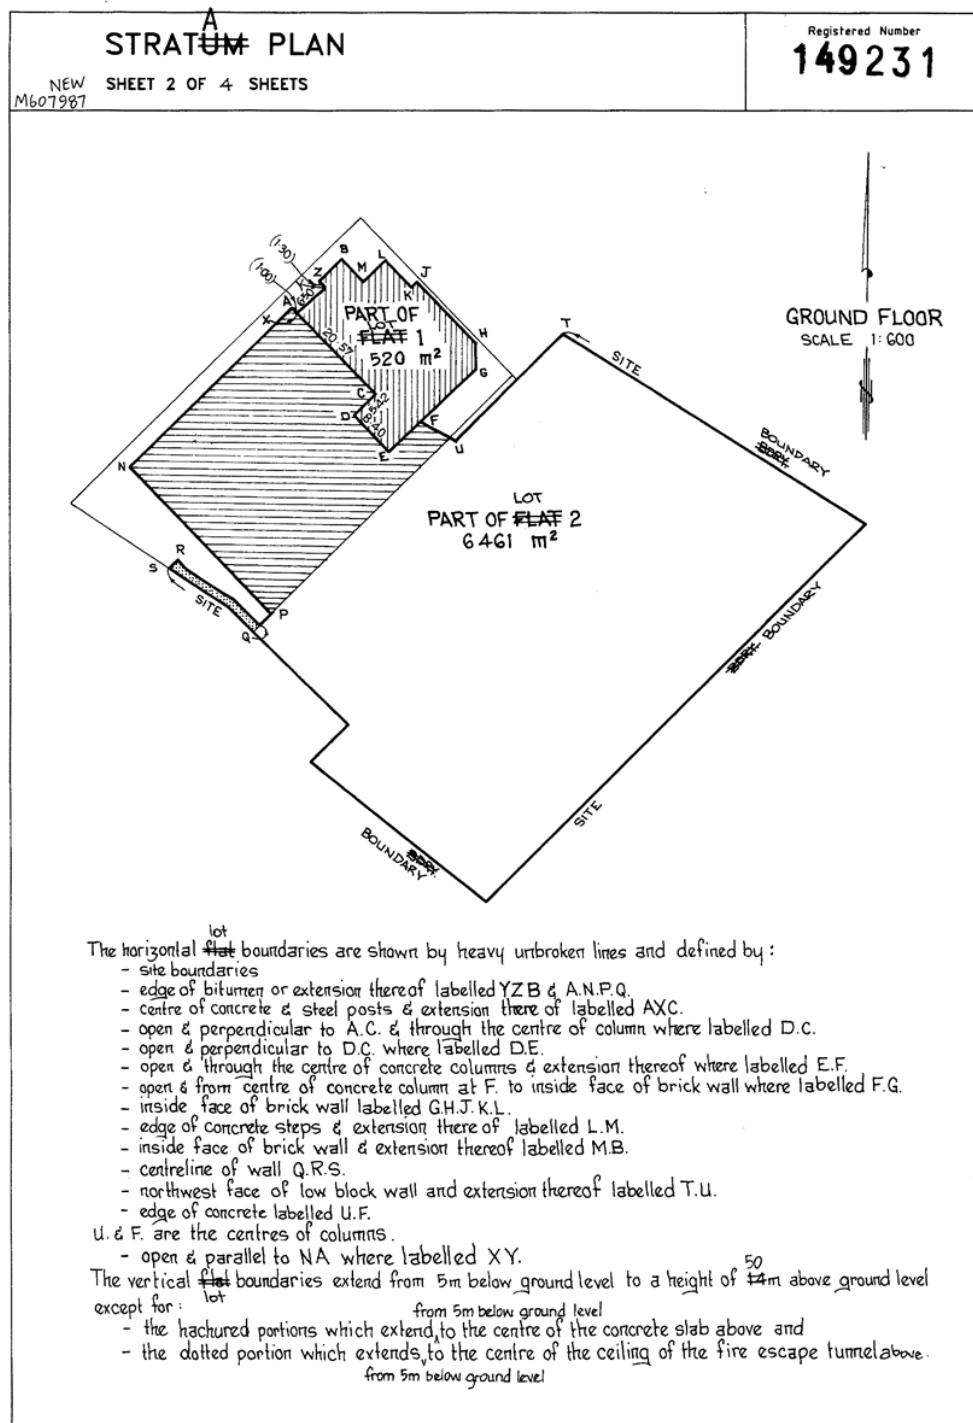 A
STRATUM PLAN
Registered Number
149231
NEW
M607987
SHEET 2 OF 4 SHEETS
GROUND FLOOR
SCALE 1:600
(1·30)
(1·00)
B
L
Z
M
J
K
A
6·50
X
PART OF
LOT
FLAT 1
520 m²
20·57
H
G
C
D
8·542
8·40
E
F
U
T
SITE
BOUNDARY
BDRY.
N
LOT
PART OF FLAT 2
6461 m²
R
S
SITE
P
Q
BDRY. BOUNDARY
SITE
BOUNDARY
BDRY.
lot
The horizontal flat boundaries are shown by heavy unbroken lines and defined by :
- site boundaries
- edge of bitumen or extension thereof labelled YZB & A.N.P.Q.
- centre of concrete & steel posts & extension there of labelled AXC.
- open & perpendicular to A.C. & through the centre of column where labelled D.C.
- open & perpendicular to D.C. where labelled D.E.
- open & through the centre of concrete columns & extension thereof where labelled E.F.
- open & from centre of concrete column at F. to inside face of brick wall where labelled F.G.
- inside face of brick wall labelled G.H.J.K.L.
- edge of concrete steps & extension there of labelled L.M.
- inside face of brick wall & extension thereof labelled M.B.
- centreline of wall Q.R.S.
- northwest face of low block wall and extension thereof labelled T.U.
- edge of concrete labelled U.F.
U. & F. are the centres of columns.
- open & parallel to NA where labelled XY.
50
The vertical flat boundaries extend from 5m below ground level to a height of 14m above ground level
lot
except for :
from 5m below ground level
- the hachured portions which extend, to the centre of the concrete slab above and
- the dotted portion which extends, to the centre of the ceiling of the fire escape tunnel above.
from 5m below ground level